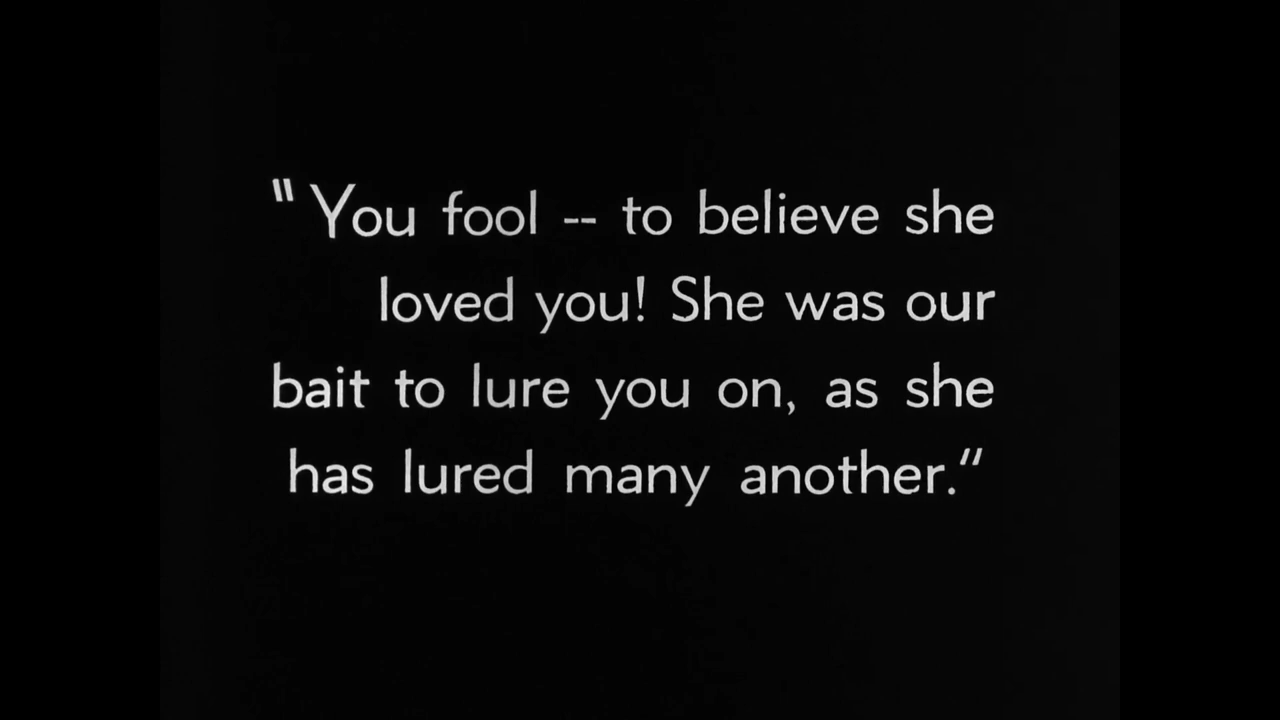 "You fool -- to believe she
loved you! She was our
bait to lure you on, as she
has lured many another."